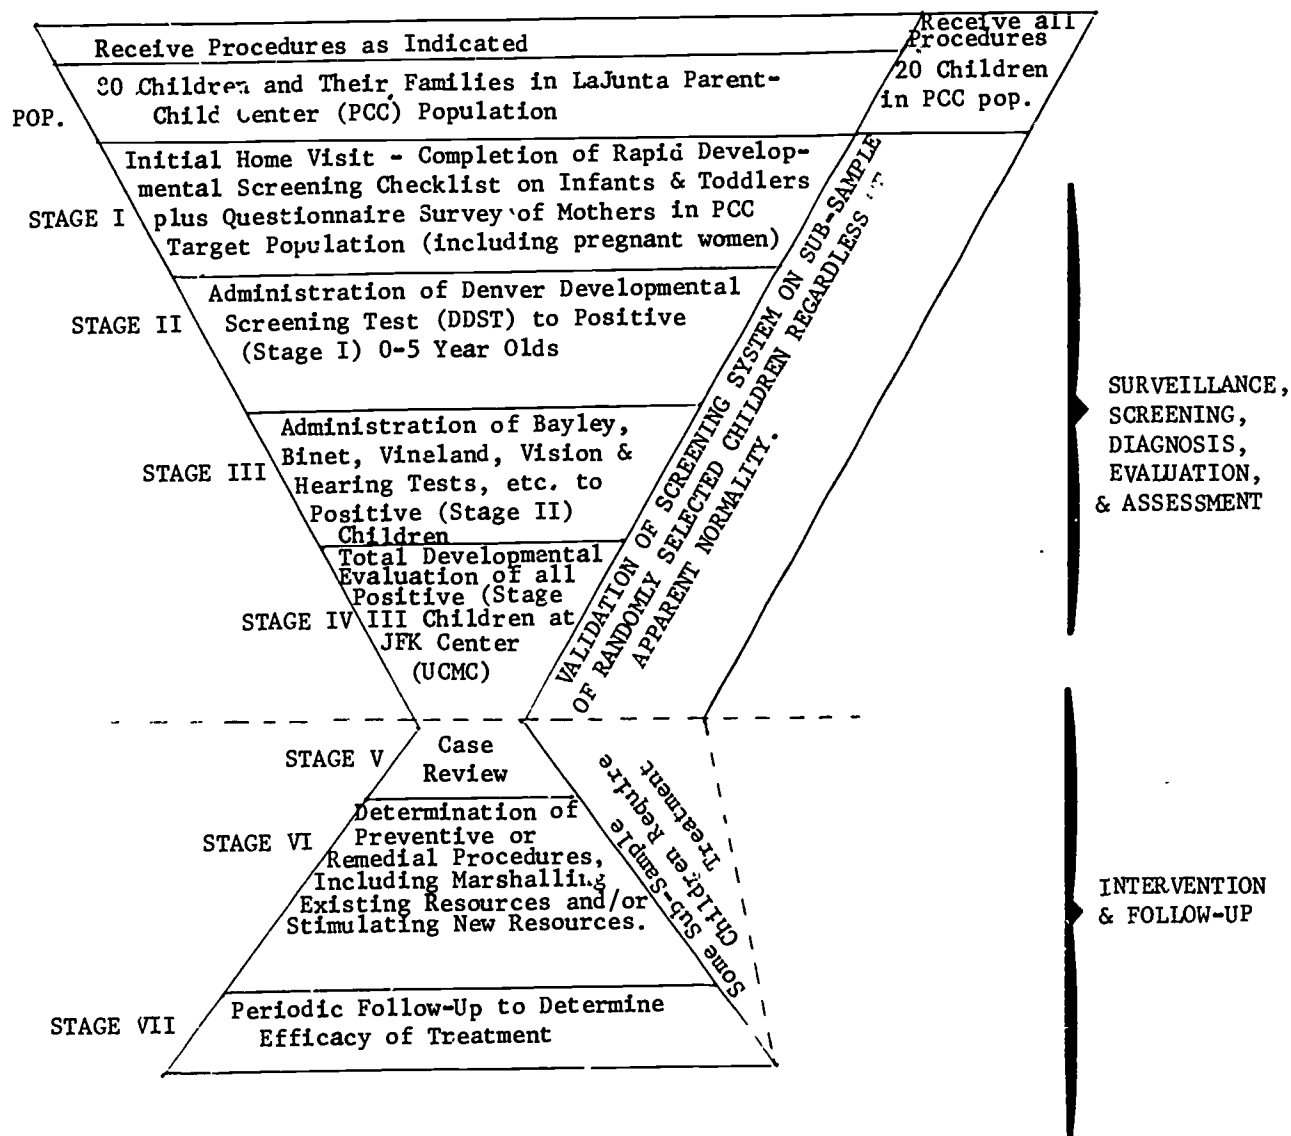 Receive Procedures as Indicated
Receive all
Procedures
80 Children and Their Families in LaJunta Parent-
Child Center (PCC) Population
20 Children
in PCC pop.
POP.
Initial Home Visit - Completion of Rapid Develop-
mental Screening Checklist on Infants & Toddlers
plus Questionnaire Survey of Mothers in PCC
Target Population (including pregnant women)
STAGE I
Administration of Denver Developmental
Screening Test (DDST) to Positive
(Stage I) 0-5 Year Olds
STAGE II
Administration of Bayley,
Binet, Vineland, Vision &
Hearing Tests, etc. to
Positive (Stage II)
Children
STAGE III
Total Developmental
Evaluation of all
Positive (Stage
III Children at
JFK Center
(UCMC)
STAGE IV
VALIDATION OF SCREENING SYSTEM ON SUB-SAMPLE
OF RANDOMLY SELECTED CHILDREN REGARDLESS
APPARENT NORMALITY.
SURVEILLANCE,
SCREENING,
DIAGNOSIS,
EVALUATION,
& ASSESSMENT
STAGE V
Case
Review
STAGE VI
Determination of
Preventive or
Remedial Procedures,
Including Marshalling
Existing Resources and/or
Stimulating New Resources.
Some Sub-Sample
Children Require
Treatment
INTERVENTION
& FOLLOW-UP
STAGE VII
Periodic Follow-Up to Determine
Efficacy of Treatment